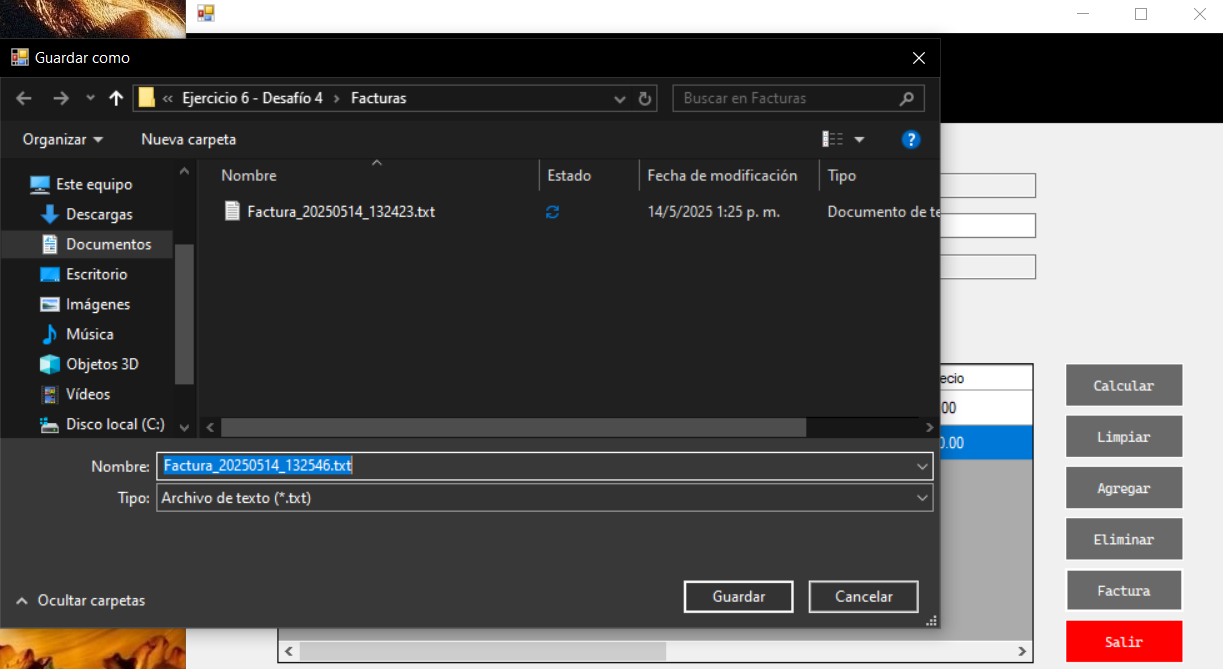 Guardar como
« Ejercicio 6 - Desafío 4 › Facturas
Buscar en Facturas
Organizar
Nueva carpeta
?
Este equipo
Descargas
Documentos
Escritorio
Imágenes
Música
Objetos 3D
Vídeos
Disco local (C:)
Nombre Estado Fecha de modificación Tipo
Factura_20250514_132423.txt 14/5/2025 1:25 p. m. Documento de te
Nombre: Factura_20250514_132546.txt
Tipo: Archivo de texto (*.txt)
Ocultar carpetas
Guardar
Cancelar
ecio
00
0.00
Calcular
Limpiar
Agregar
Eliminar
Factura
Salir